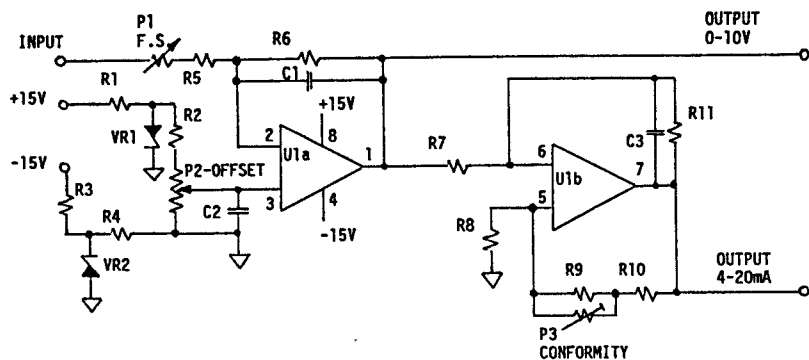 P1
F.S
INPUT
R5
R6
C1
OUTPUT
0-10V
+15V
R1
R2
VR1
-15V
R3
P2-OFFSET
R4
C2
VR2
+15V
2
8
U1a
1
3
4
-15V
R7
6
U1b
7
5
C3
R11
R8
R9
R10
P3
CONFORMITY
OUTPUT
4-20mA